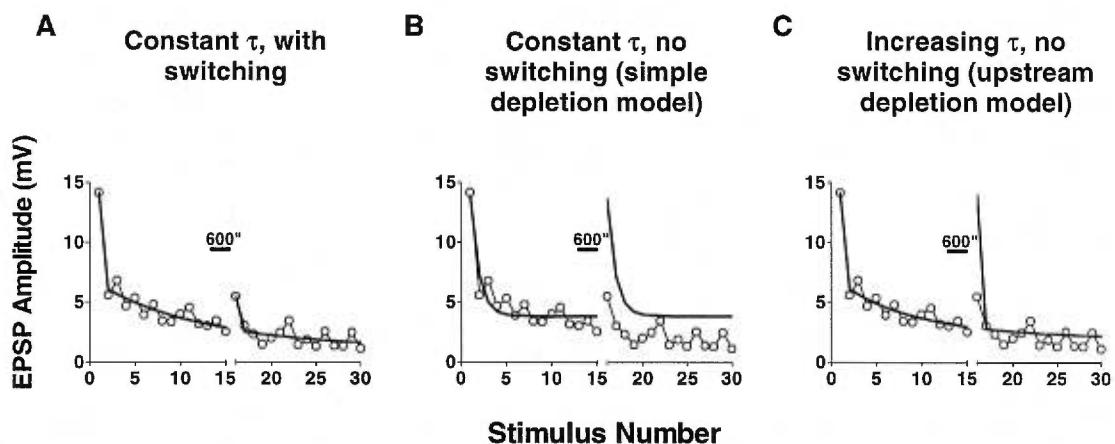 A
Constant τ, with
switching
B
Constant τ, no
switching (simple
depletion model)
C
Increasing τ, no
switching (upstream
depletion model)
EPSP Amplitude (mV)
15
10
5
0
600"
0 5 10 15 20 25 30
15
10
5
0
600"
0 5 10 15 20 25 30
15
10
5
0
600"
0 5 10 15 20 25 30
Stimulus Number